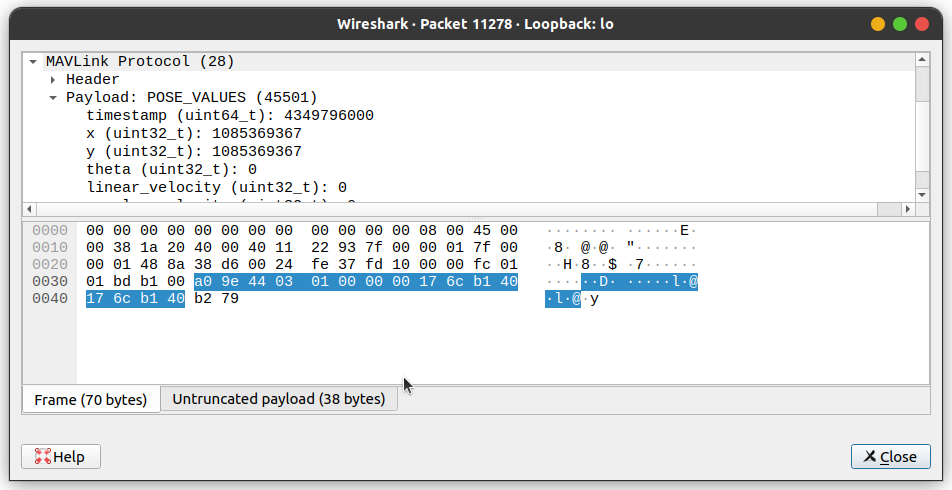 Wireshark · Packet 11278 · Loopback: lo
MAVLink Protocol (28)
Header
Payload: POSE_VALUES (45501)
timestamp (uint64_t): 4349796000
x (uint32_t): 1085369367
y (uint32_t): 1085369367
theta (uint32_t): 0
linear_velocity (uint32_t): 0
0000 00 00 00 00 00 00 00 00 00 00 00 00 08 00 45 00 ········ ······E·
0010 00 38 1a 20 40 00 40 11 22 93 7f 00 00 01 7f 00 ·8· @·@· "·······
0020 00 01 48 8a 38 d6 00 24 fe 37 fd 10 00 00 fc 01 ··H·8··$ ·7······
0030 01 bd b1 00 a0 9e 44 03 01 00 00 00 17 6c b1 40 ······D· ·····l·@
0040 17 6c b1 40 b2 79 ·l·@·y
Frame (70 bytes) Untruncated payload (38 bytes)
Help Close